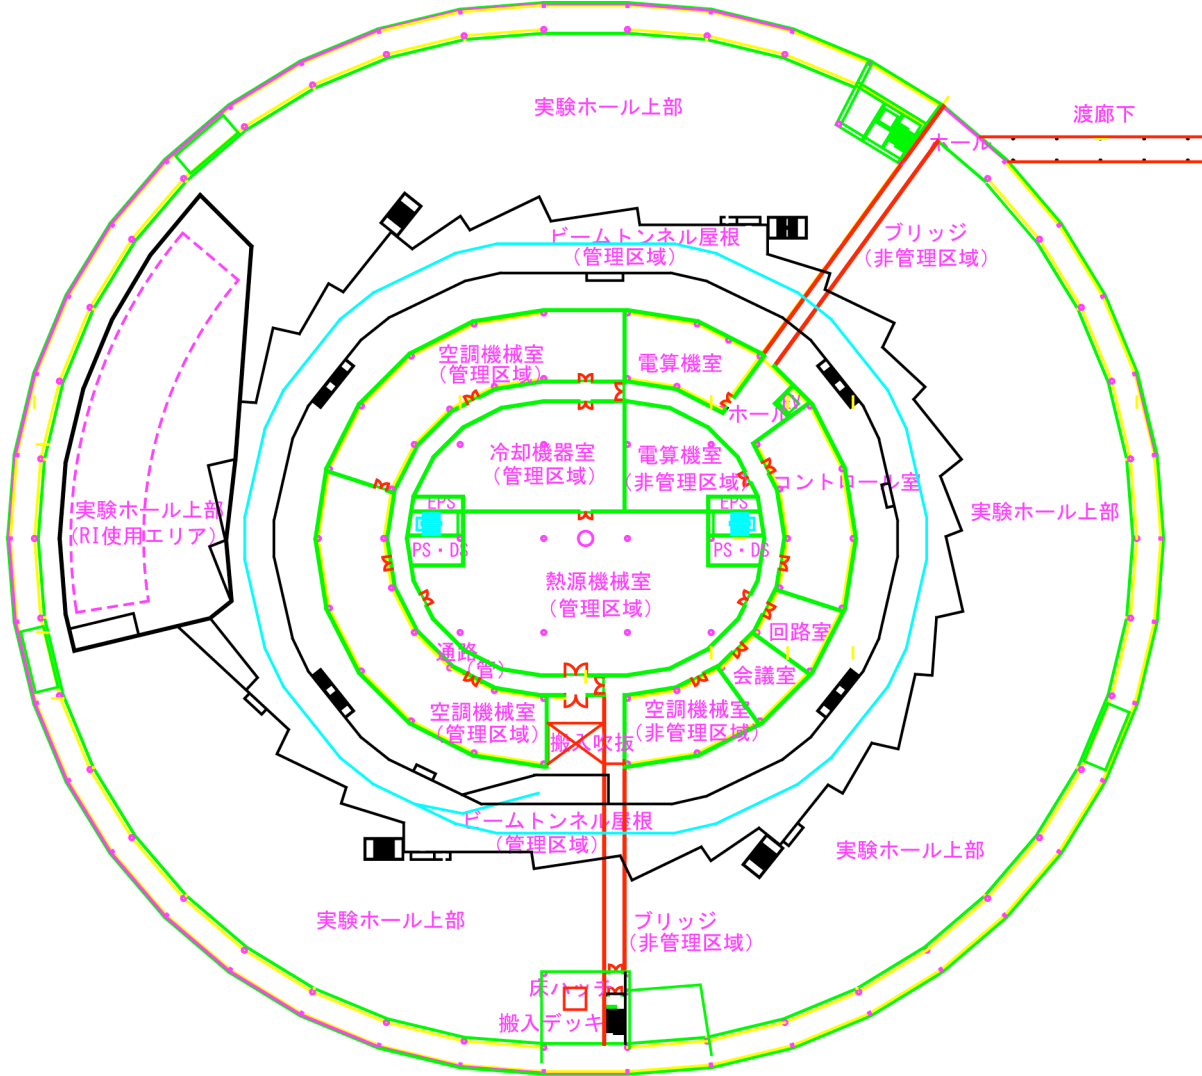 実験ホール上部
渡廊下
ホール
ブリッジ
(非管理区域)
ビームトンネル屋根
(管理区域)
空調機械室
(管理区域)
電算機室
ホール
冷却機器室
(管理区域)
電算機室
(非管理区域)
コントロール室
実験ホール上部
(RI使用エリア)
EPS
EPS
実験ホール上部
PS・DS
PS・DS
熱源機械室
(管理区域)
回路室
通路
(管)
会議室
空調機械室
(管理区域)
空調機械室
(非管理区域)
搬入吹抜
ビームトンネル屋根
(管理区域)
実験ホール上部
実験ホール上部
ブリッジ
(非管理区域)
床ハッチ
搬入デッキ